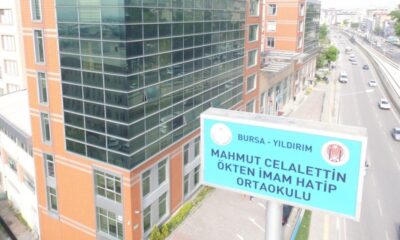 BURSA - YILDIRIM
MAHMUT CELALETTİN
ÖKTEN İMAM HATİP
ORTAOKULU